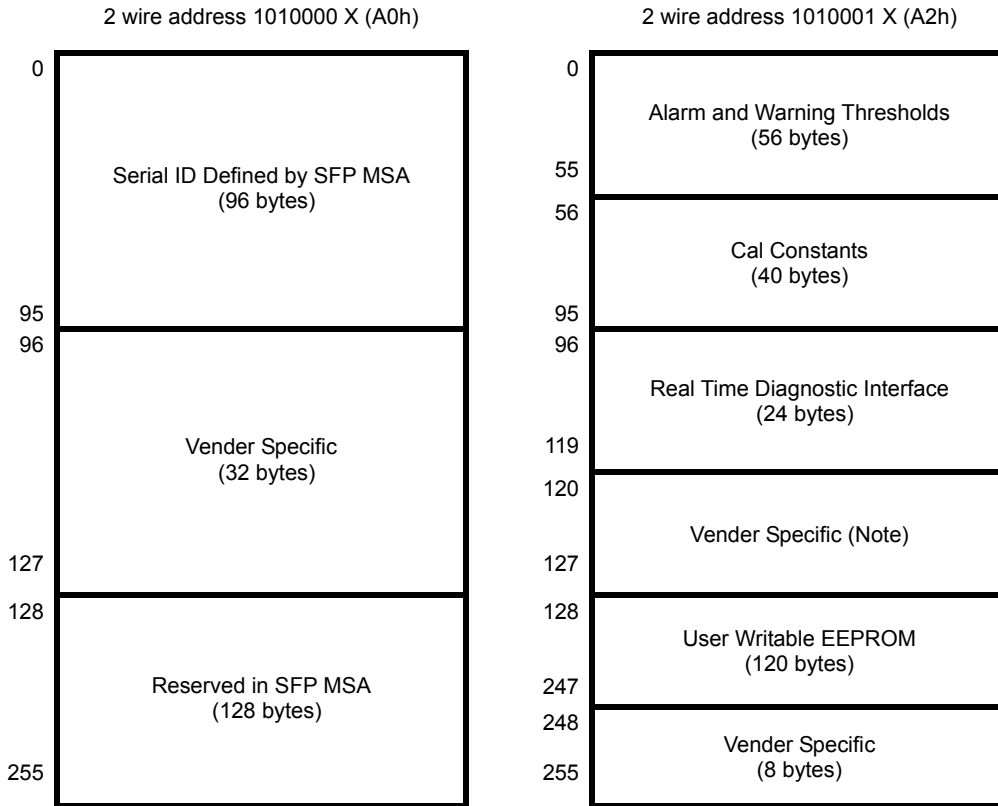 2 wire address 1010000 X (A0h)
0
Serial ID Defined by SFP MSA
(96 bytes)
95
96
Vender Specific
(32 bytes)
127
128
Reserved in SFP MSA
(128 bytes)
255
2 wire address 1010001 X (A2h)
0
Alarm and Warning Thresholds
(56 bytes)
55
56
Cal Constants
(40 bytes)
95
96
Real Time Diagnostic Interface
(24 bytes)
119
120
Vender Specific (Note)
127
128
User Writable EEPROM
(120 bytes)
247
248
Vender Specific
(8 bytes)
255